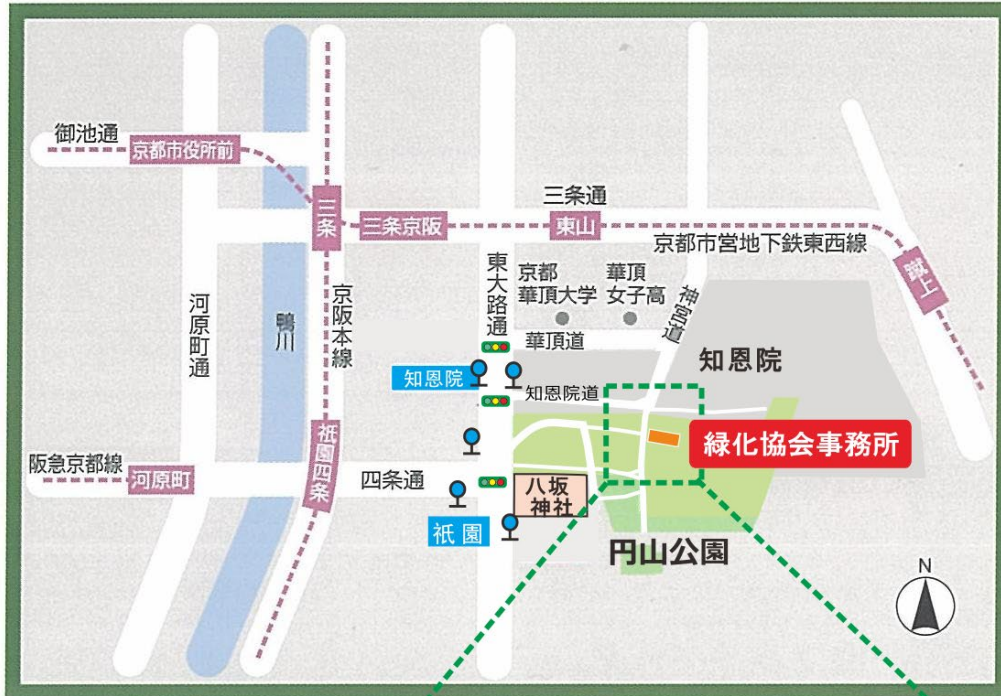 御池通
京都市役所前
三条
三条京阪
三条通
東山
京都市営地下鉄東西線
蹴上
河原町通
鴨川
京阪本線
東大路通
京都
華頂大学
華頂
女子高
神宮道
華頂道
知恩院
知恩院道
知恩院
緑化協会事務所
阪急京都線
河原町
祇園四条
四条通
八坂
神社
祇園
円山公園
N